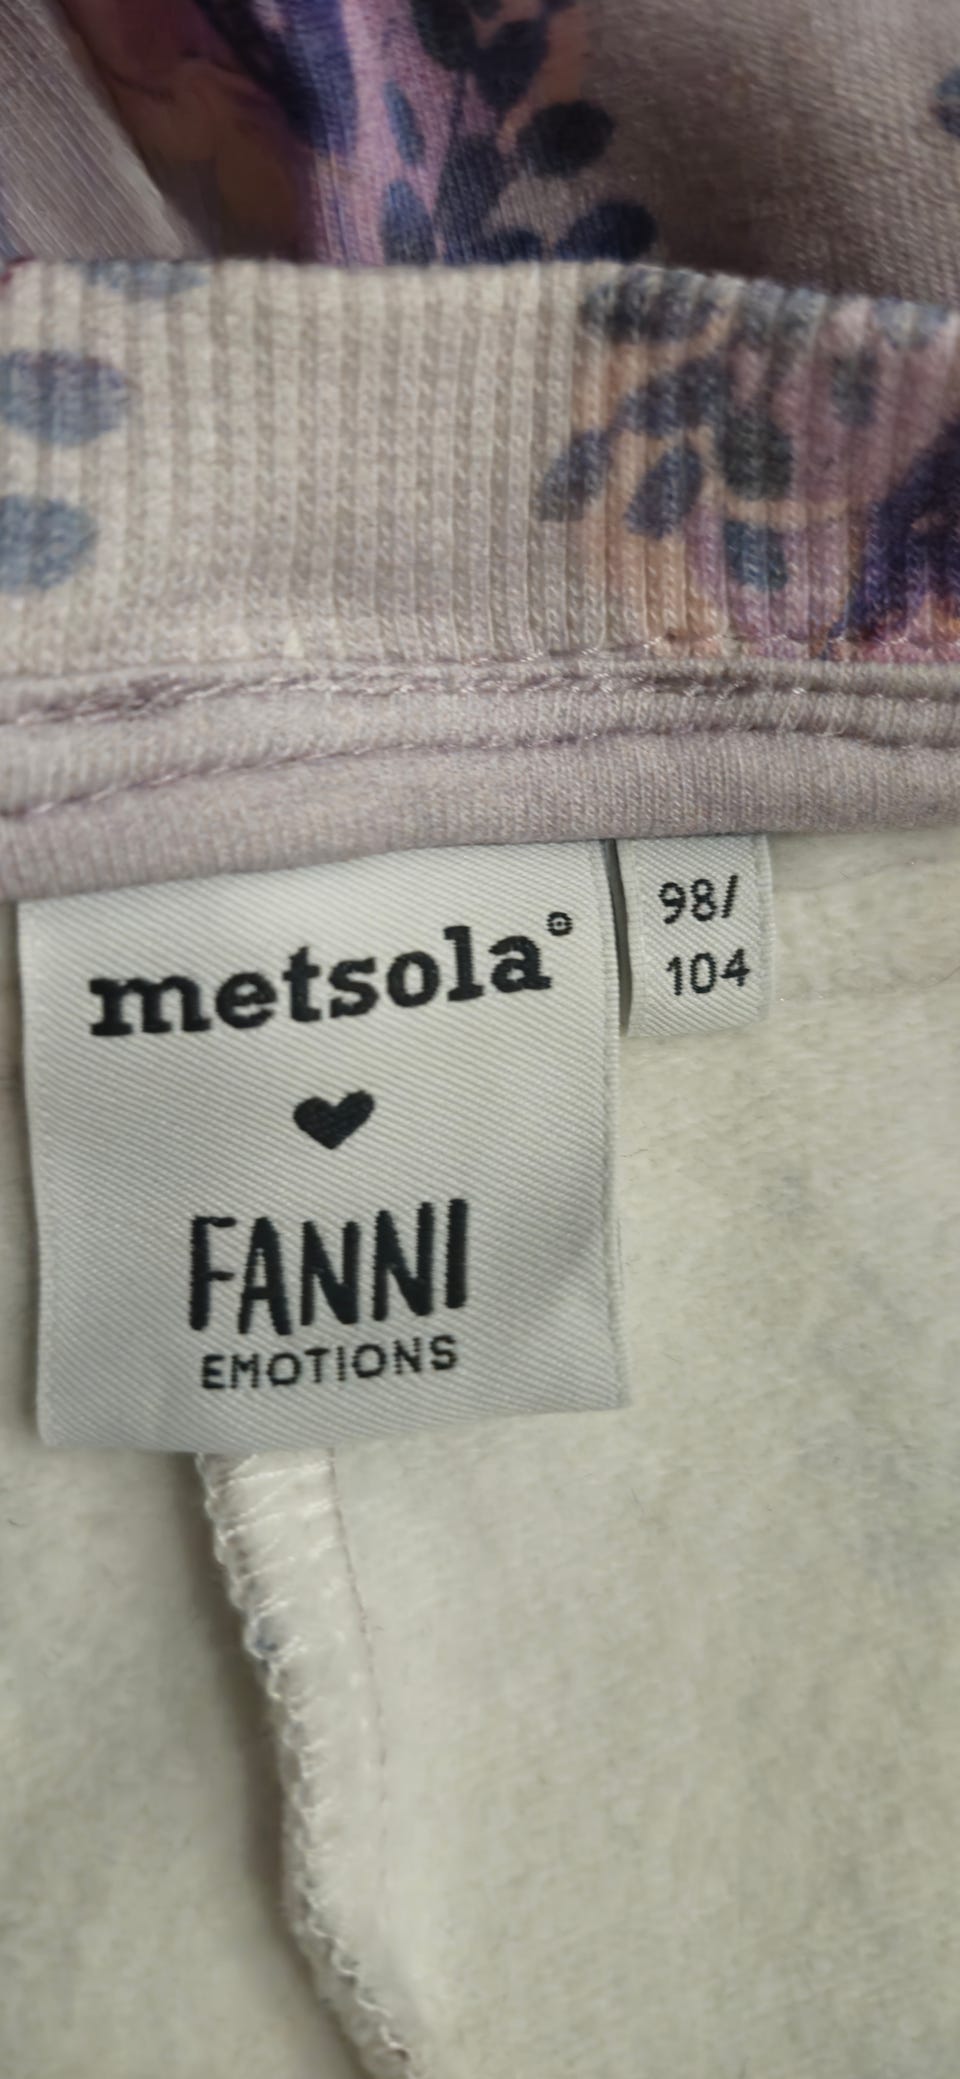 metsola®
♥
FANNI
EMOTIONS
98/
104